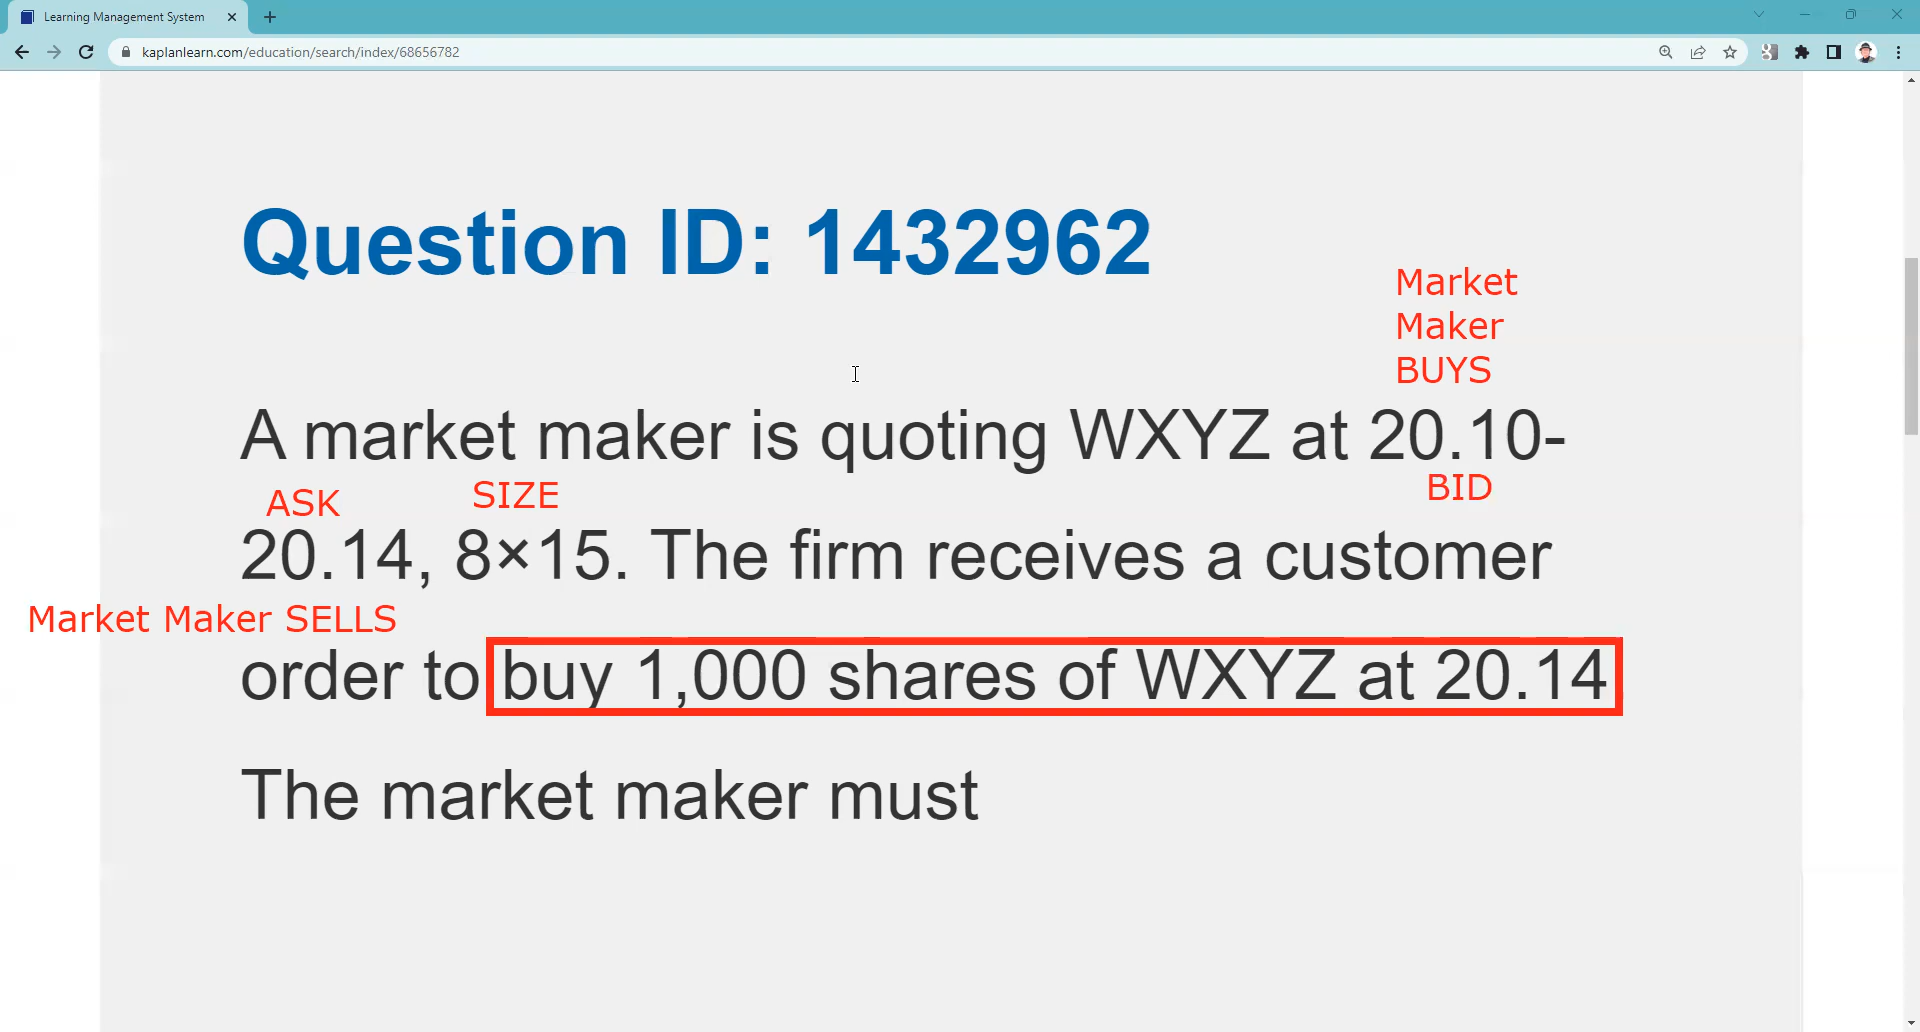 Learning Management System
kaplanlearn.com/education/search/index/68656782
Question ID: 1432962
Market
Maker
BUYS
A market maker is quoting WXYZ at 20.10-
ASK
SIZE
BID
20.14, 8×15. The firm receives a customer
Market Maker SELLS
order to buy 1,000 shares of WXYZ at 20.14
The market maker must